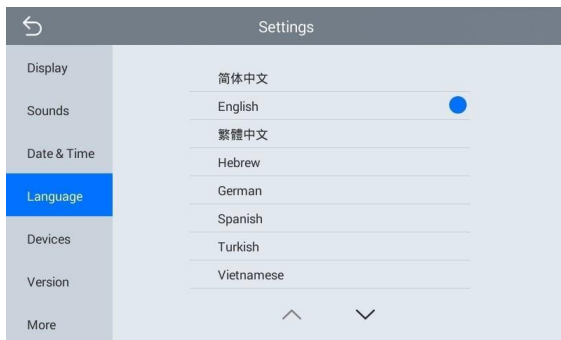 Settings
Display
Sounds
Date & Time
Language
Devices
Version
More
简体中文
English
繁體中文
Hebrew
German
Spanish
Turkish
Vietnamese